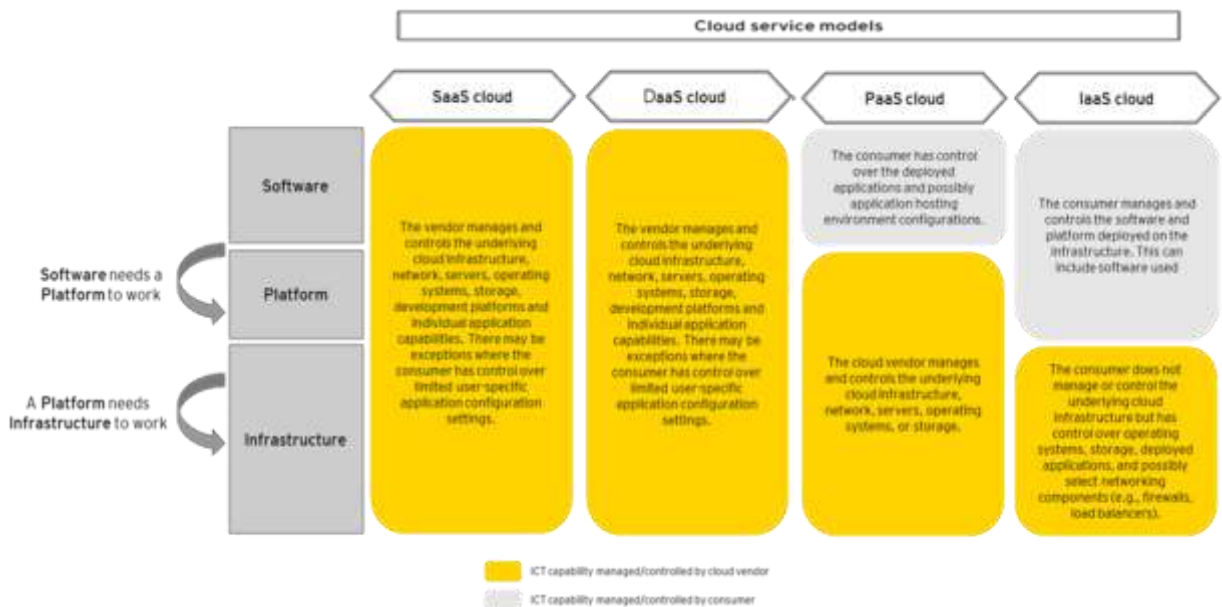 Cloud service models
SaaS cloud
DaaS cloud
PaaS cloud
IaaS cloud
Software
Platform
Infrastructure
Software needs a
Platform to work
A Platform needs
Infrastructure to work
The vendor manages and
controls the underlying
cloud infrastructure,
network, servers, operating
systems, storage,
development platforms and
individual application
capabilities. There may be
exceptions where the
consumer has control over
limited user-specific
application configuration
settings.
The vendor manages and
controls the underlying
cloud infrastructure,
network, servers, operating
systems, storage,
development platforms and
individual application
capabilities. There may be
exceptions where the
consumer has control over
limited user-specific
application configuration
settings.
The consumer has control
over the deployed
applications and possibly
application hosting
environment configurations.
The cloud vendor manages
and controls the underlying
cloud infrastructure,
network, servers, operating
systems, or storage.
The consumer manages and
controls the software and
platform deployed on the
infrastructure. This can
include software used
The consumer does not
manage or control the
underlying cloud
infrastructure but has
control over operating
systems, storage, deployed
applications, and possibly
select networking
components (e.g., firewalls,
load balancers).
ICT capability managed/controlled by cloud vendor
ICT capability managed/controlled by consumer